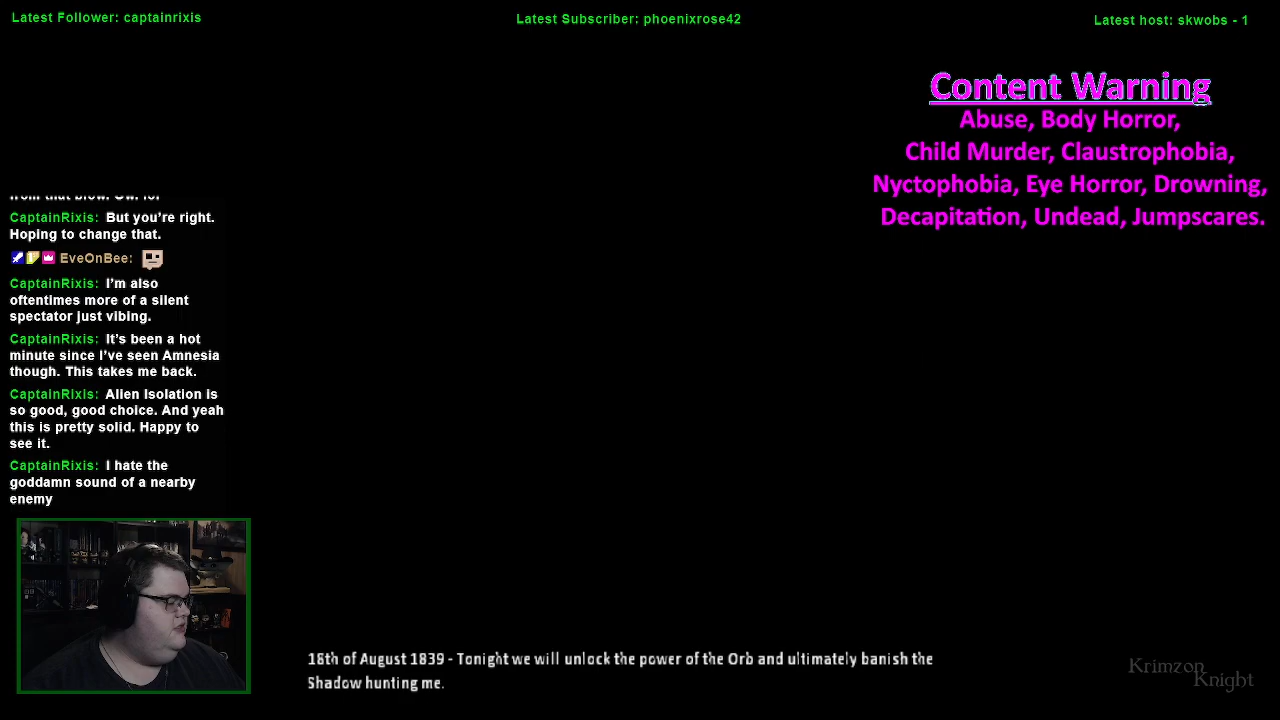 Latest Follower: captainrixis
Latest Subscriber: phoenixrose42
Latest host: skwobs - 1
Content Warning
Abuse, Body Horror,
Child Murder, Claustrophobia,
Nyctophobia, Eye Horror, Drowning,
Decapitation, Undead, Jumpscares.
CaptainRixis: But you’re right.
Hoping to change that.
EveOnBee:
CaptainRixis: I’m also
oftentimes more of a silent
spectator just vibing.
CaptainRixis: It’s been a hot
minute since I’ve seen Amnesia
though. This takes me back.
CaptainRixis: Alien Isolation is
so good, good choice. And yeah
this is pretty solid. Happy to
see it.
CaptainRixis: I hate the
goddamn sound of a nearby
enemy
18th of August 1839 - Tonight we will unlock the power of the Orb and ultimately banish the
Shadow hunting me.
Krimzon
Knight